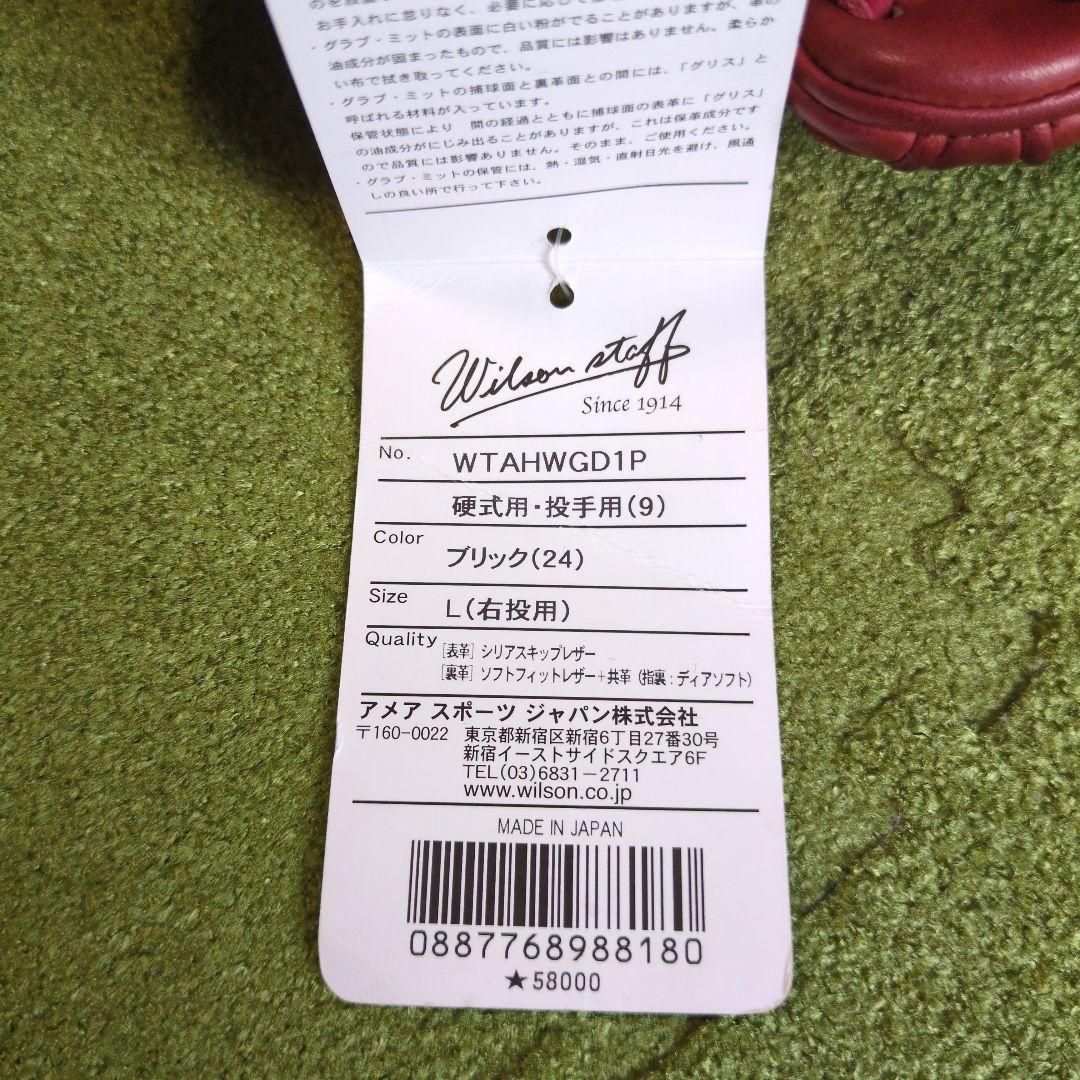 お手入れに怠りなく、必要に応じて
・グラブ・ミットの表面に白い粉がでることがありますが、革の
油成分が固まったもので、品質には影響はありません。柔らか
い布で拭き取ってください。
・グラブ・ミットの捕球面と裏革面との間には、「グリス」と
呼ばれる材料が入っています。
保管状態により 間の経過とともに捕球面の表革に「グリス」
の油成分がにじみ出ることがありますが、これは保革成分です
ので品質には影響ありません。そのまま、ご使用ください。
・グラブ・ミットの保管には、熱・湿気・直射日光を避け、風通
しの良い所で行って下さい。
Wilson staff
Since 1914
No. WTAHWGD1P
硬式用・投手用(9)
Color ブリック(24)
Size L(右投用)
Quality [表革] シリアスキップレザー
[裏革] ソフトフィットレザー+共革 (指裏:ディアソフト)
アメア スポーツ ジャパン株式会社
〒160-0022 東京都新宿区新宿6丁目27番30号
新宿イーストサイドスクエア6F
TEL(03)6831-2711
www.wilson.co.jp
MADE IN JAPAN
0887768988180
★58000